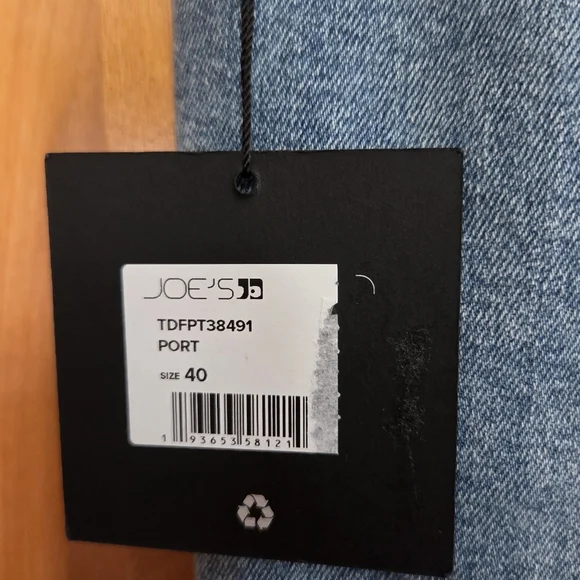 JOE'S
TDFPT38491
PORT
SIZE 40
1 93653 58121